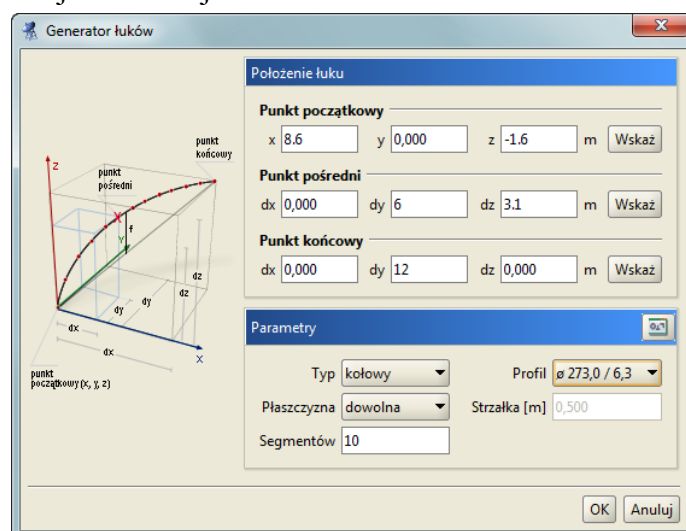 Generator łuków
z
punkt
pośredni
punkt
końcowy
X
Y
f
dz
dz
dy
dy
dx
dx
x
punkt
początkowy (x, y, z)
Położenie łuku
Punkt początkowy
x 8.6 y 0,000 z -1.6 m Wskaż
Punkt pośredni
dx 0,000 dy 6 dz 3.1 m Wskaż
Punkt końcowy
dx 0,000 dy 12 dz 0,000 m Wskaż
Parametry
Typ kołowy Profil ø 273,0 / 6,3
Płaszczyzna dowolna Strzałka [m] 0,500
Segmentów 10
OK Anuluj